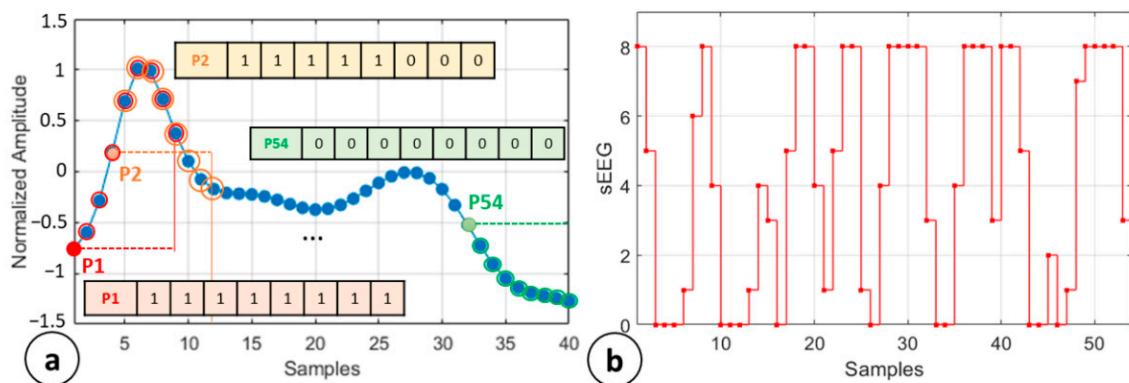 1.5
1
0.5
0
−0.5
−1
−1.5
Normalized Amplitude
P2 1 1 1 1 1 0 0 0
P54 0 0 0 0 0 0 0 0
P2
P54
P1
...
P1 1 1 1 1 1 1 1 1
5 10 15 20 25 30 35 40
Samples
a
8
6
4
2
0
sEEG
10 20 30 40 50
Samples
b